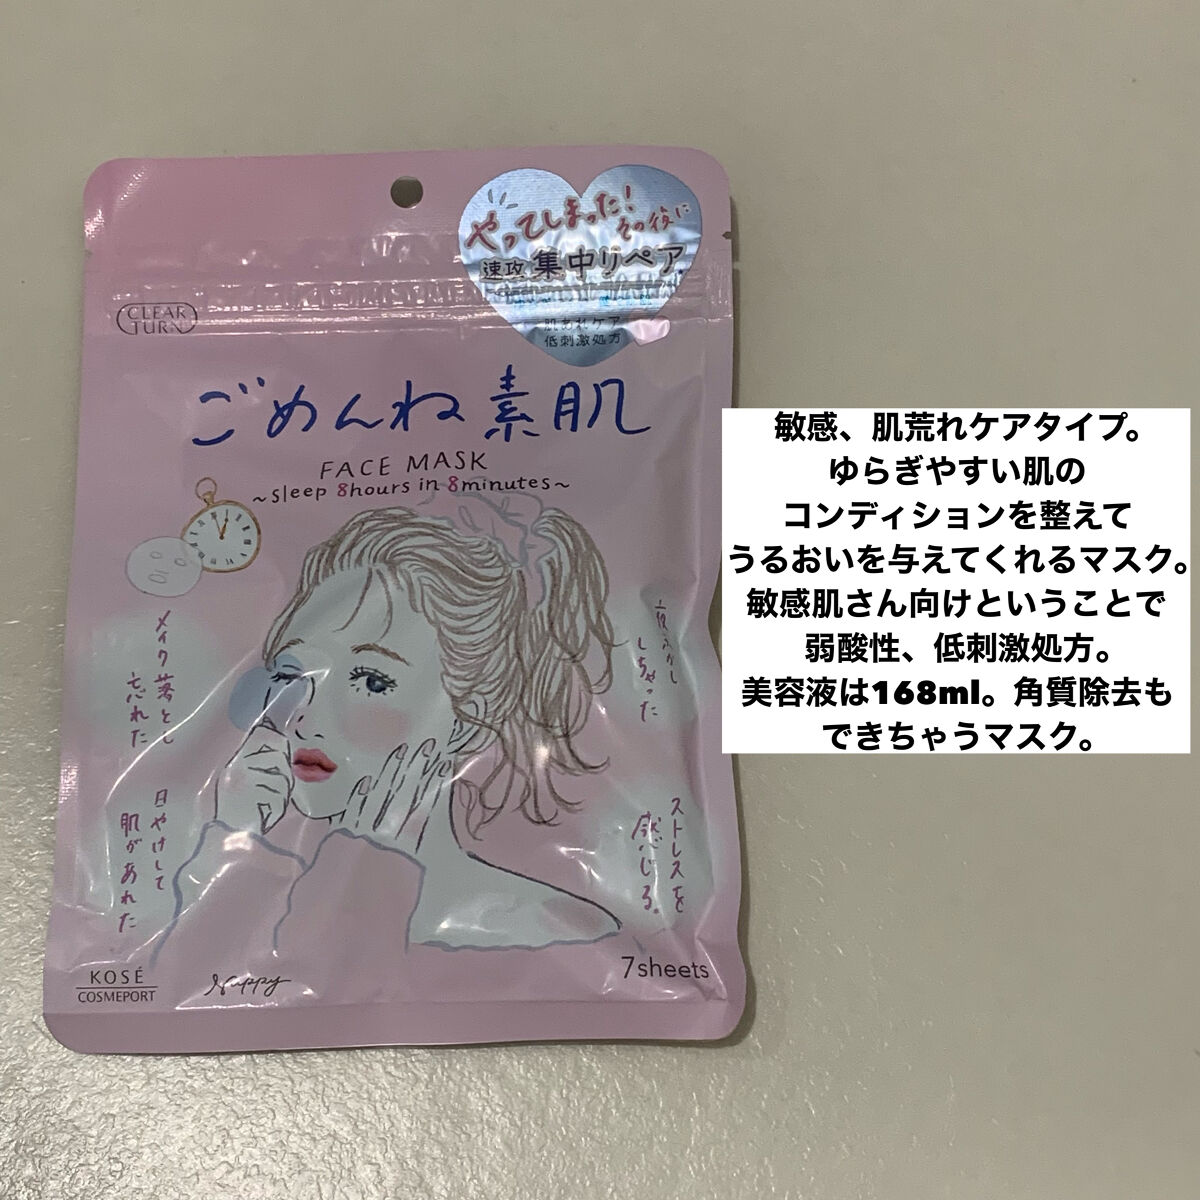 やってしまった!
その後に
速攻 集中リペア
肌あれケア
低刺激処方
CLEAR
TURN
ごめんね素肌
FACE MASK
~sleep 8hours in 8minutes~
メイク落とし
忘れた
夜ふかし
しちゃった
日やけして
肌があれた
ストレスを
感じる。
KOSÉ
COSMEPORT
Nuppy
7sheets
敏感、肌荒れケアタイプ。
ゆらぎやすい肌の
コンディションを整えて
うるおいを与えてくれるマスク。
敏感肌さん向けということで
弱酸性、低刺激処方。
美容液は168ml。角質除去も
できちゃうマスク。